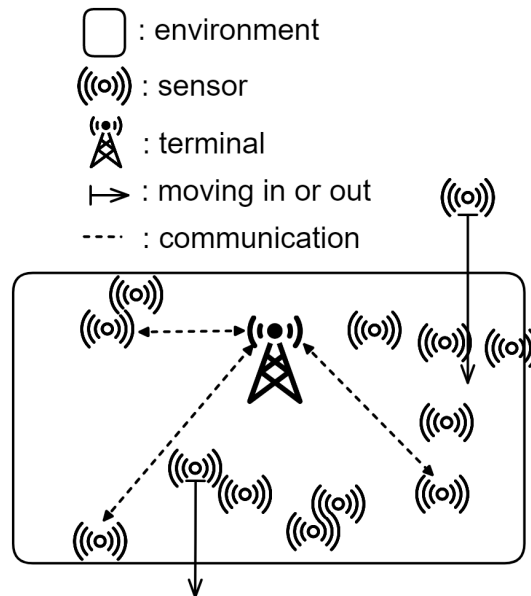 : environment
: sensor
: terminal
: moving in or out
: communication